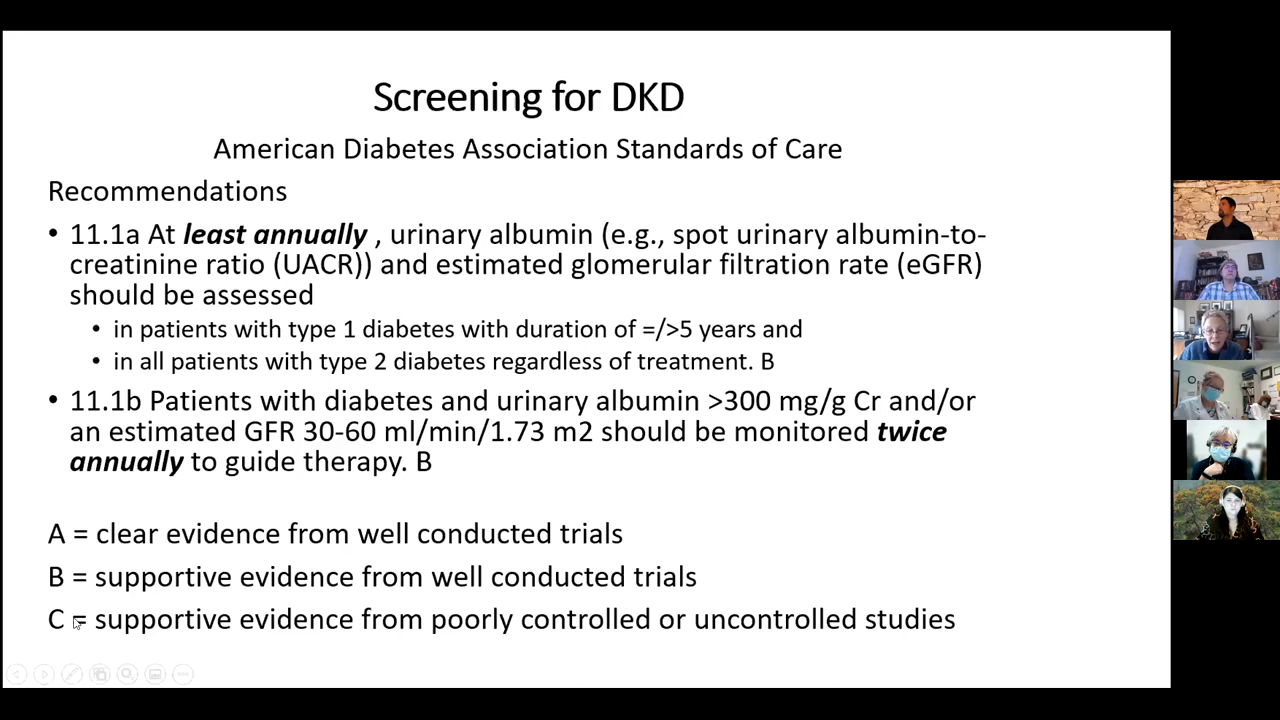 Screening for DKD
American Diabetes Association Standards of Care
Recommendations
• 11.1a At least annually , urinary albumin (e.g., spot urinary albumin-to-
creatinine ratio (UACR)) and estimated glomerular filtration rate (eGFR)
should be assessed
• in patients with type 1 diabetes with duration of =/>5 years and
• in all patients with type 2 diabetes regardless of treatment. B
• 11.1b Patients with diabetes and urinary albumin >300 mg/g Cr and/or
an estimated GFR 30-60 ml/min/1.73 m2 should be monitored twice
annually to guide therapy. B
A = clear evidence from well conducted trials
B = supportive evidence from well conducted trials
C = supportive evidence from poorly controlled or uncontrolled studies